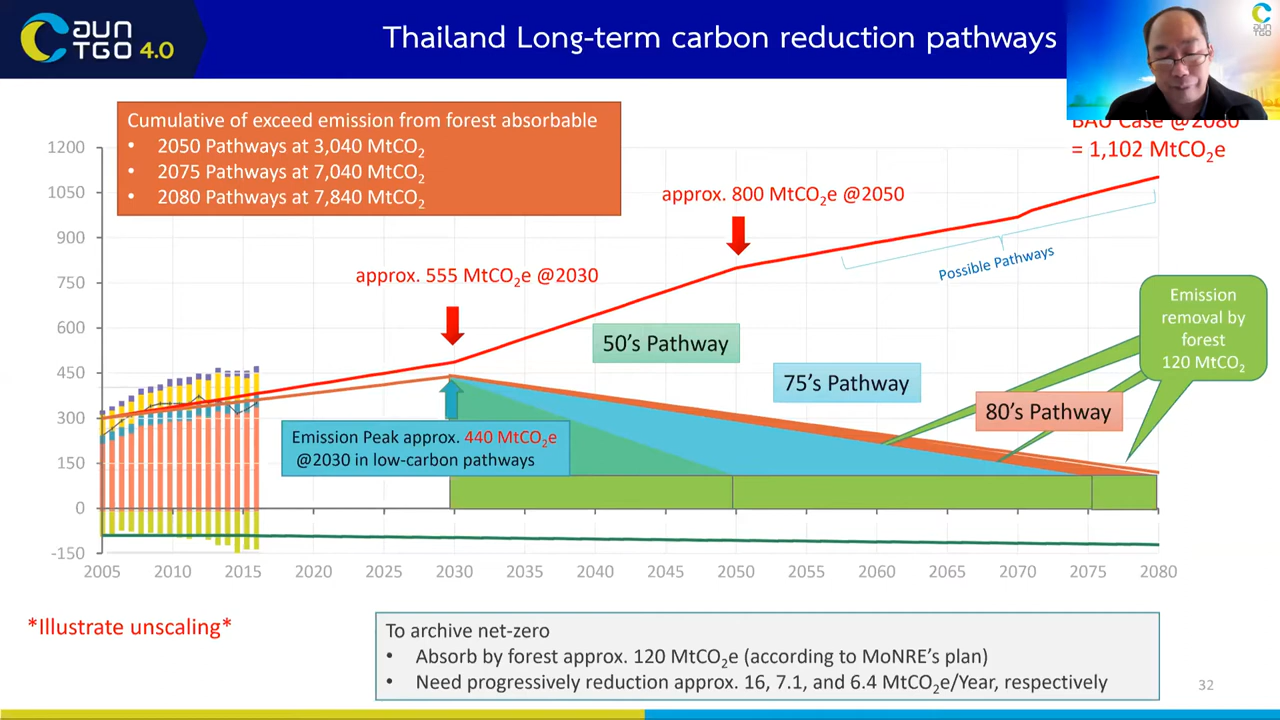 TGO 4.0
Thailand Long-term carbon reduction pathways
Cumulative of exceed emission from forest absorbable
• 2050 Pathways at 3,040 MtCO₂
• 2075 Pathways at 7,040 MtCO₂
• 2080 Pathways at 7,840 MtCO₂
BAU Case @2080
= 1,102 MtCO₂e
approx. 800 MtCO₂e @2050
approx. 555 MtCO₂e @2030
Possible Pathways
Emission
removal by
forest
120 MtCO₂
50's Pathway
75's Pathway
80's Pathway
Emission Peak approx. 440 MtCO₂e
@2030 in low-carbon pathways
1200
1050
900
750
600
450
300
150
0
-150
2005 2010 2015 2020 2025 2030 2035 2040 2045 2050 2055 2060 2065 2070 2075 2080
*Illustrate unscaling*
To archive net-zero
• Absorb by forest approx. 120 MtCO₂e (according to MoNRE's plan)
• Need progressively reduction approx. 16, 7.1, and 6.4 MtCO₂e/Year, respectively
32